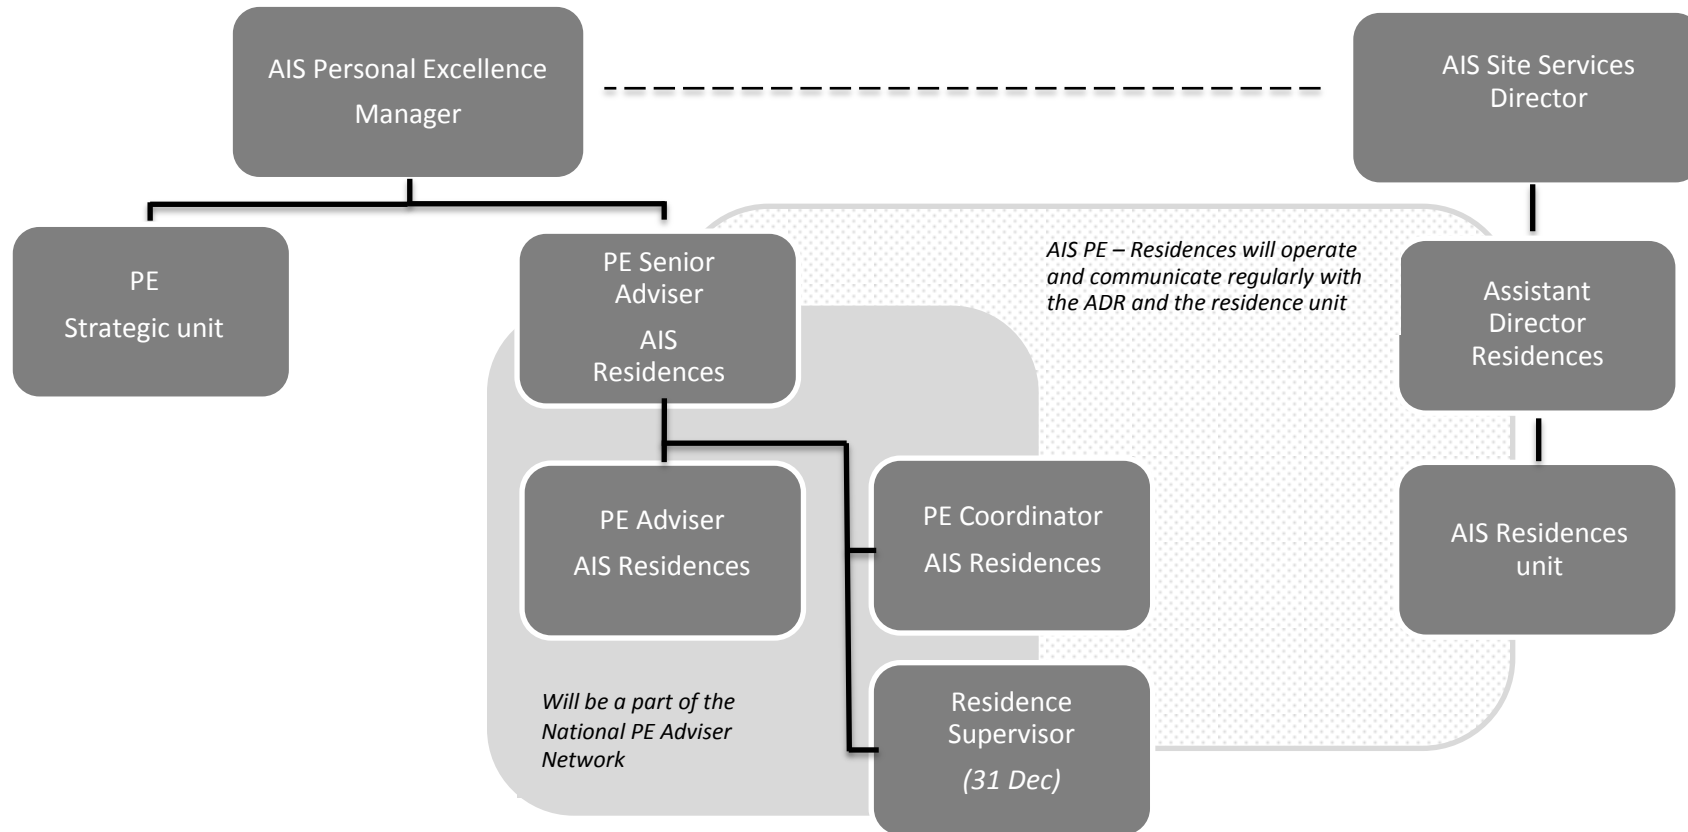 AIS Personal Excellence
Manager
AIS Site Services
Director
PE
Strategic unit
PE Senior
Adviser
AIS
Residences
AIS PE – Residences will operate
and communicate regularly with
the ADR and the residence unit
Assistant
Director
Residences
PE Adviser
AIS Residences
PE Coordinator
AIS Residences
AIS Residences
unit
Will be a part of the
National PE Adviser
Network
Residence
Supervisor
(31 Dec)